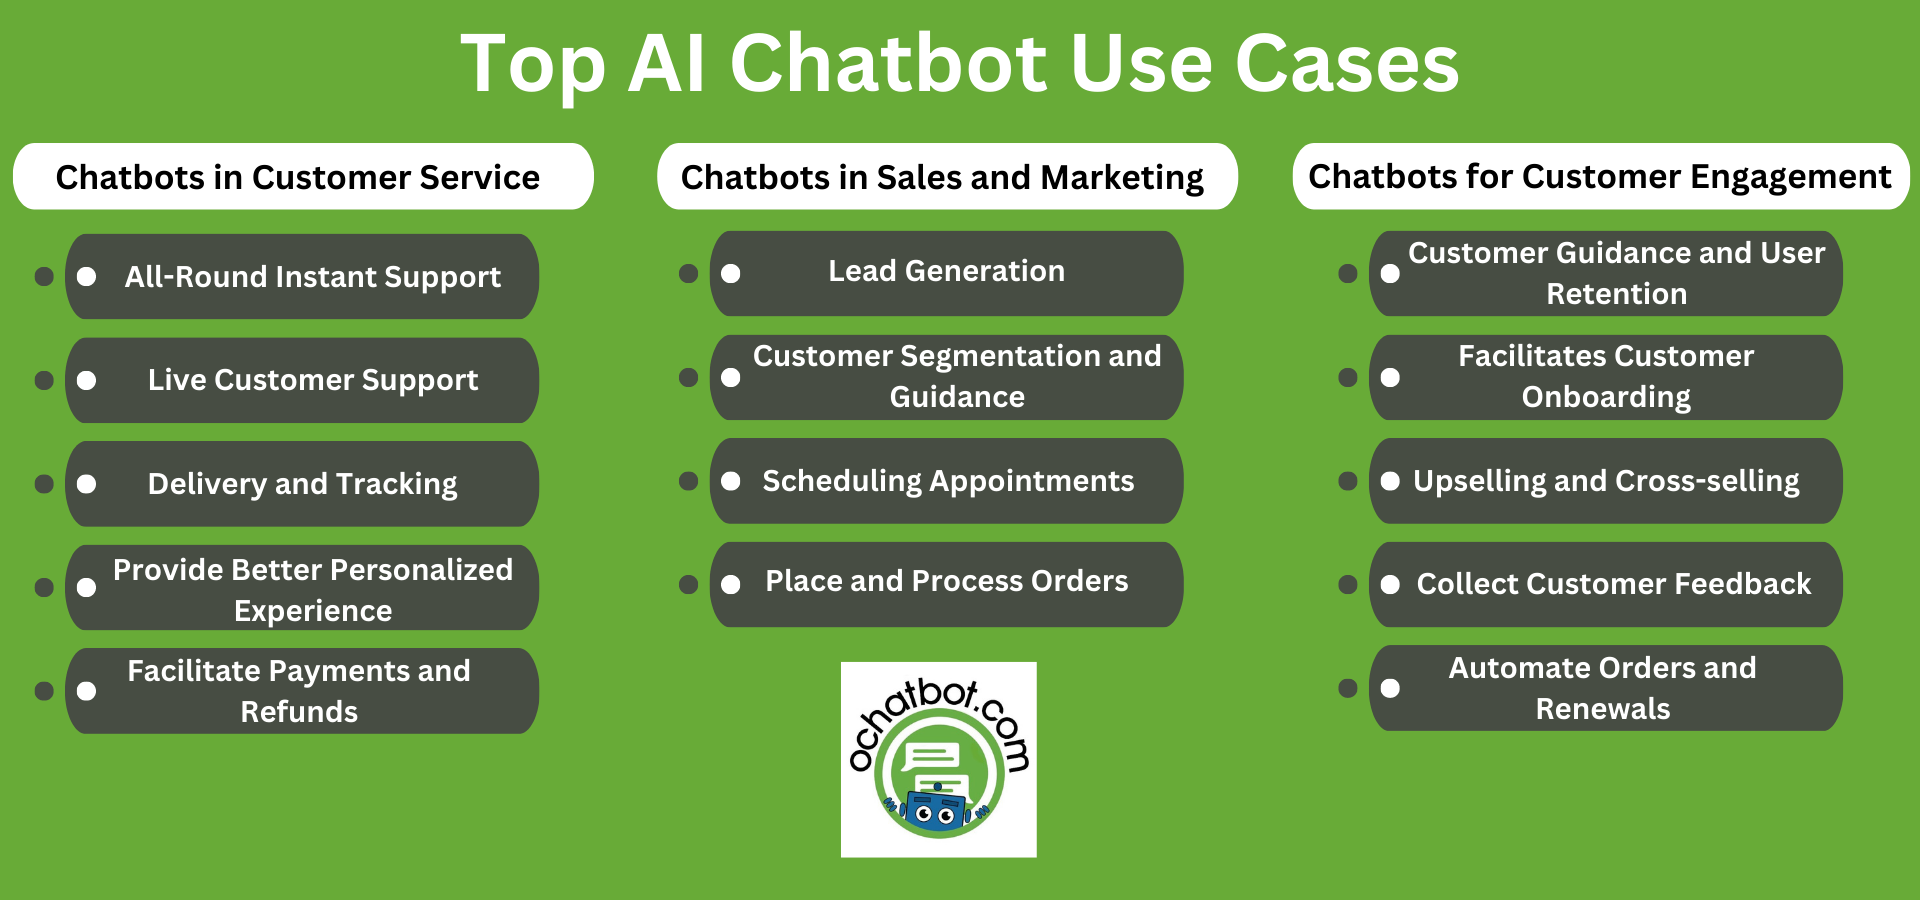 Top AI Chatbot Use Cases
Chatbots in Customer Service
All-Round Instant Support
Live Customer Support
Delivery and Tracking
Provide Better Personalized
Experience
Facilitate Payments and
Refunds
Chatbots in Sales and Marketing
Lead Generation
Customer Segmentation and
Guidance
Scheduling Appointments
Place and Process Orders
ochatbot.com
Chatbots for Customer Engagement
Customer Guidance and User
Retention
Facilitates Customer
Onboarding
Upselling and Cross-selling
Collect Customer Feedback
Automate Orders and
Renewals